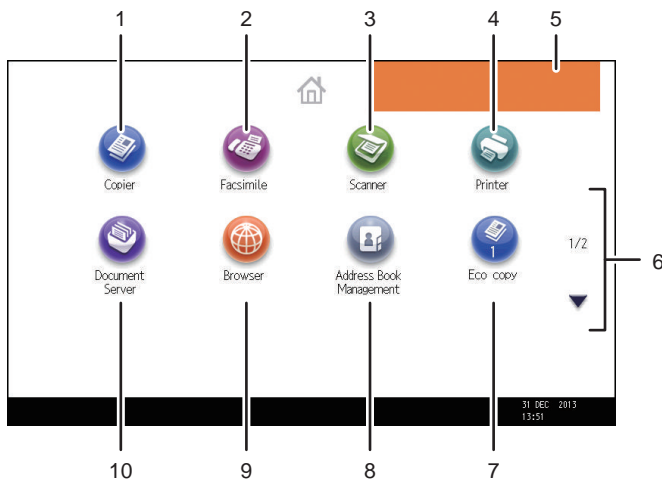 1 2 3 4 5
Copier Facsimile Scanner Printer
1
1/2
6
Document Browser Address Book Eco copy
Server Management
31 DEC 2013
13:51
10 9 8 7